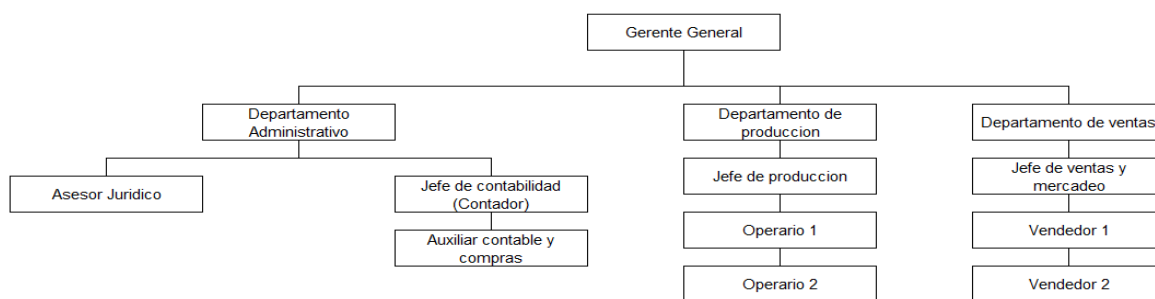 Gerente General
Departamento
Administrativo
Departamento de
produccion
Departamento de ventas
Asesor Juridico
Jefe de contabilidad
(Contador)
Jefe de produccion
Jefe de ventas y
mercadeo
Auxiliar contable y
compras
Operario 1
Vendedor 1
Operario 2
Vendedor 2